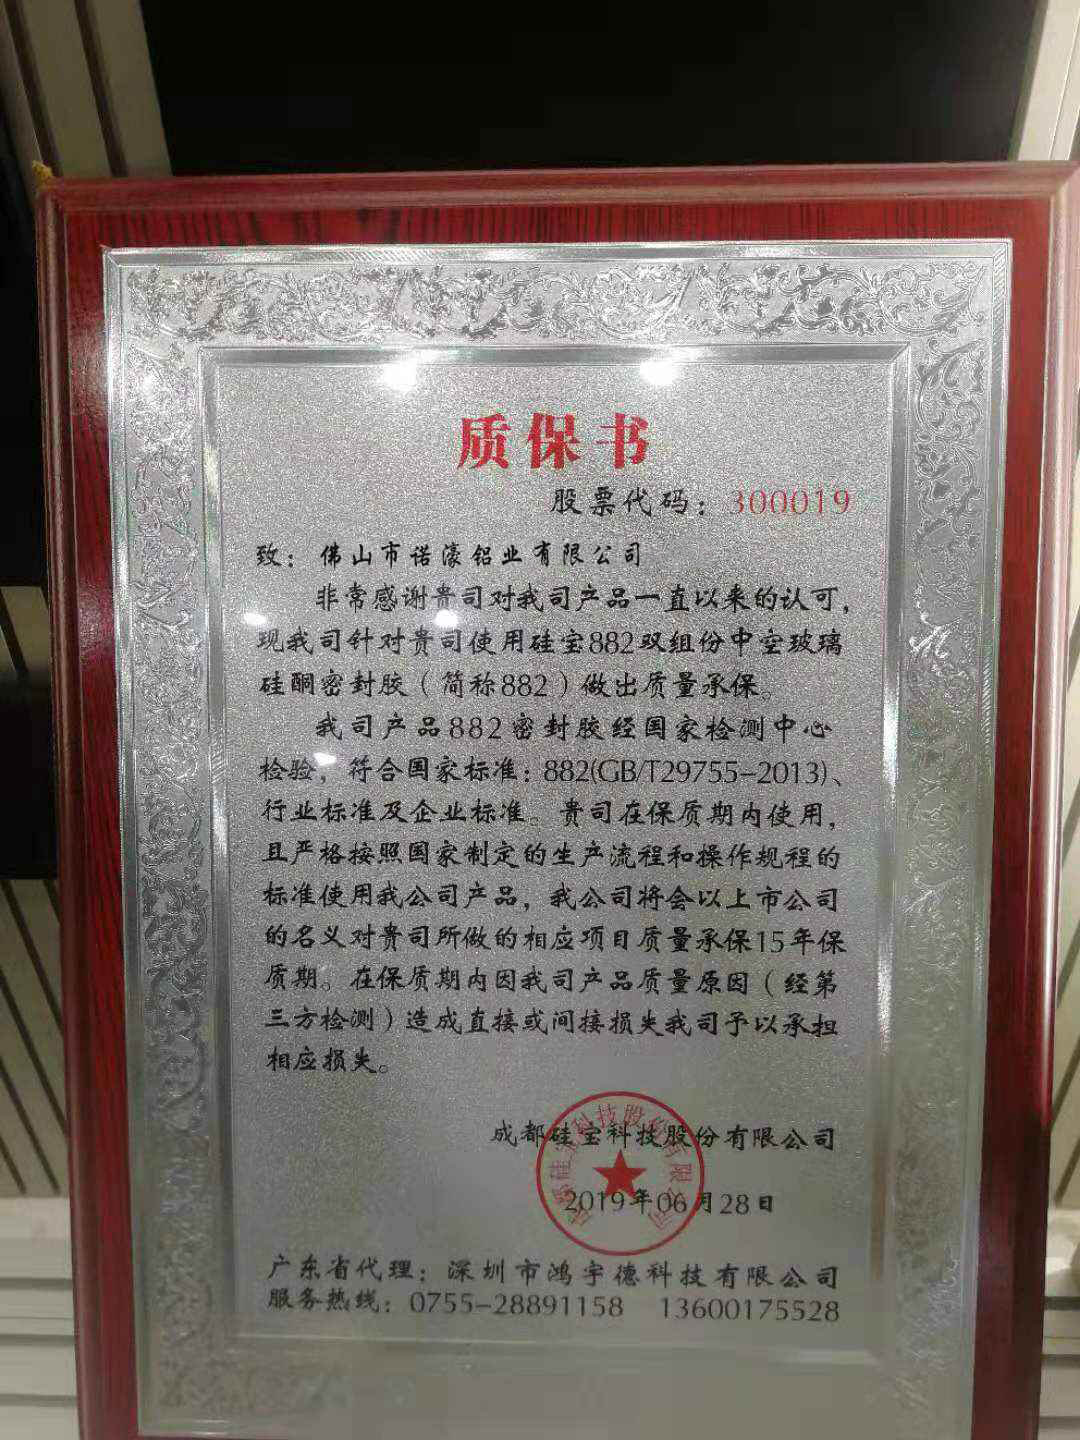 质保书
股票代码：300019
致：佛山市诺濠铝业有限公司
非常感谢贵司对我司产品一直以来的认可，
现我司针对贵司使用硅宝882双组份中空玻璃
硅酮密封胶（简称882）做出质量承保。
我司产品882密封胶经国家检测中心
检验，符合国家标准：882(GB/T29755-2013)、
行业标准及企业标准。贵司在保质期内使用，
且严格按照国家制定的生产流程和操作规程的
标准使用我公司产品，我公司将会以上市公司
的名义对贵司所做的相应项目质量承保15年保
质期。在保质期内因我司产品质量原因（经第
三方检测）造成直接或间接损失我司予以承担
相应损失。
成都硅宝科技股份有限公司
成都硅宝科技股份有限公司
2019年06月28日
广东省代理：深圳市鸿宇德科技有限公司
服务热线：0755-28891158 13600175528